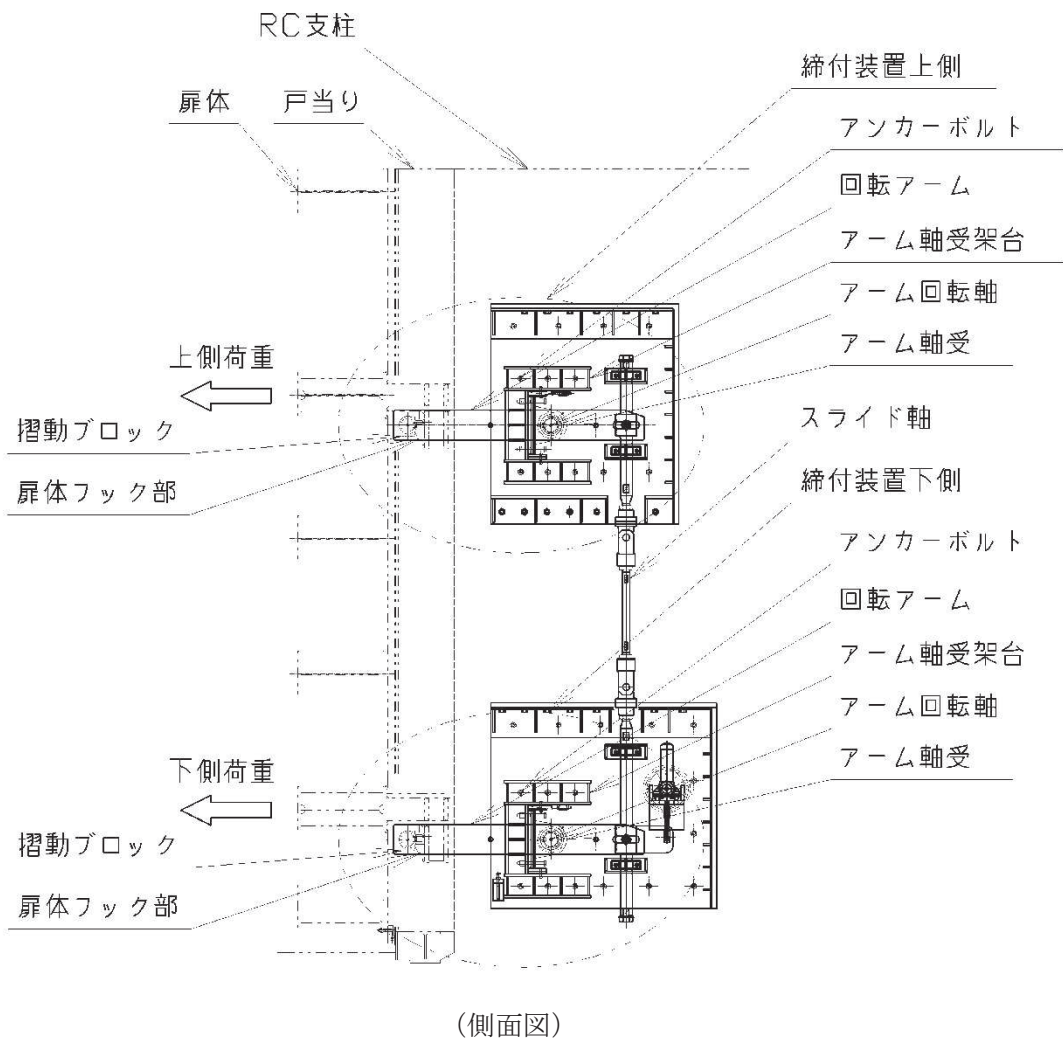 RC支柱
締付装置上側
扉体
戸当り
アンカーボルト
回転アーム
アーム軸受架台
アーム回転軸
アーム軸受
上側荷重
スライド軸
摺動ブロック
締付装置下側
扉体フック部
アンカーボルト
回転アーム
アーム軸受架台
アーム回転軸
アーム軸受
下側荷重
摺動ブロック
扉体フック部
(側面図)